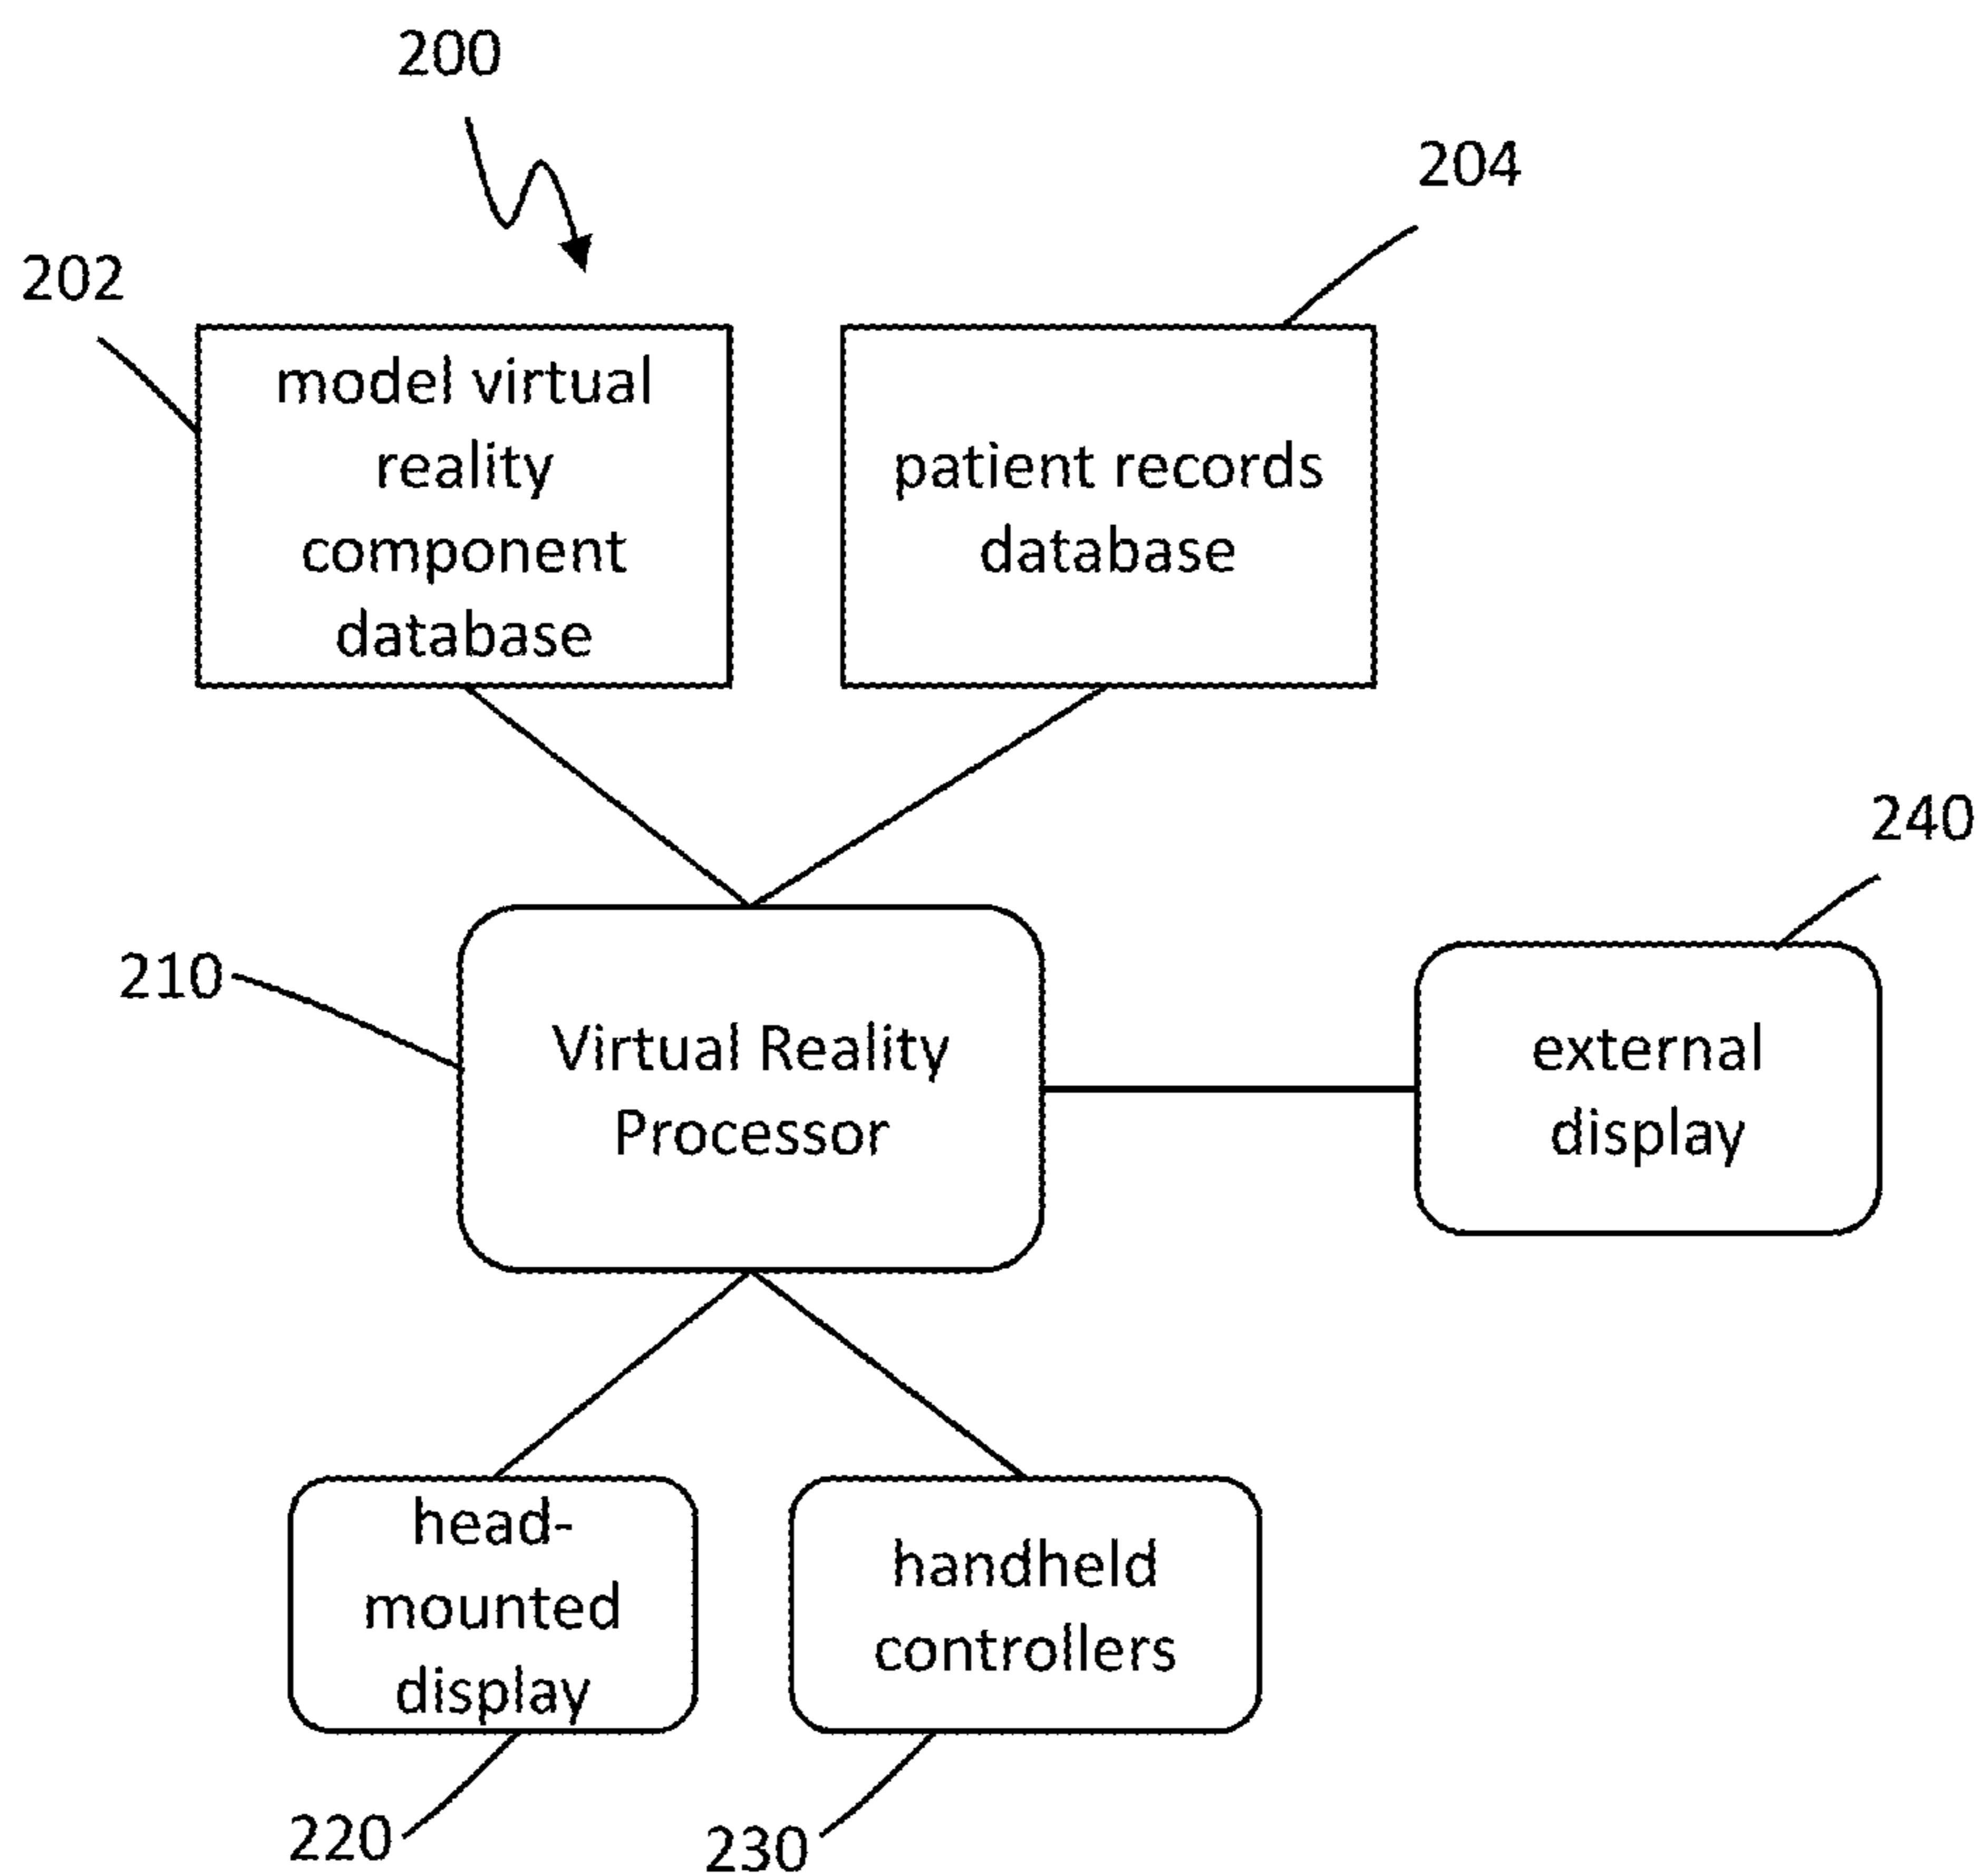 200
204
202
model virtual
reality
component
database
patient records
database
240
210
Virtual Reality
Processor
external
display
head-
mounted
display
handheld
controllers
220
230